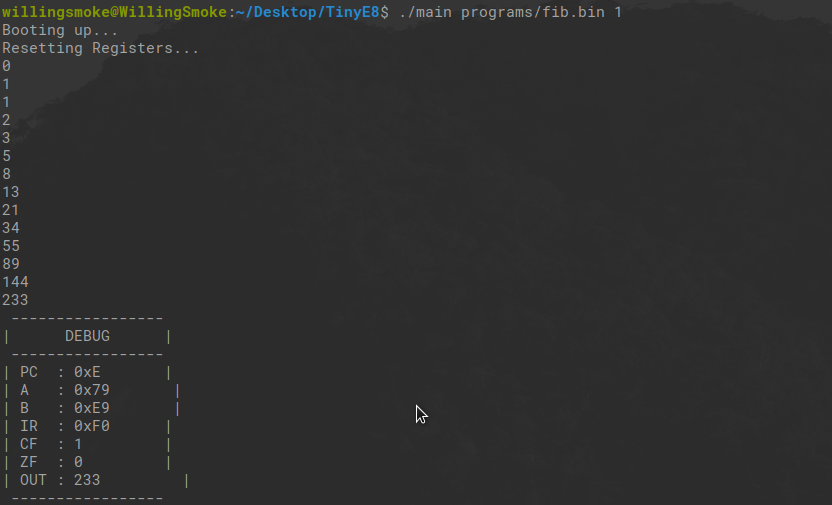 willingsmoke@WillingSmoke:~/Desktop/TinyE8$ ./main programs/fib.bin 1
Booting up...
Resetting Registers...
0
1
1
2
3
5
8
13
21
34
55
89
144
233
 -----------------
|      DEBUG      |
 -----------------
| PC  : 0xE       |
| A   : 0x79       |
| B   : 0xE9       |
| IR  : 0xF0      |
| CF  : 1         |
| ZF  : 0         |
| OUT : 233         |
 -----------------